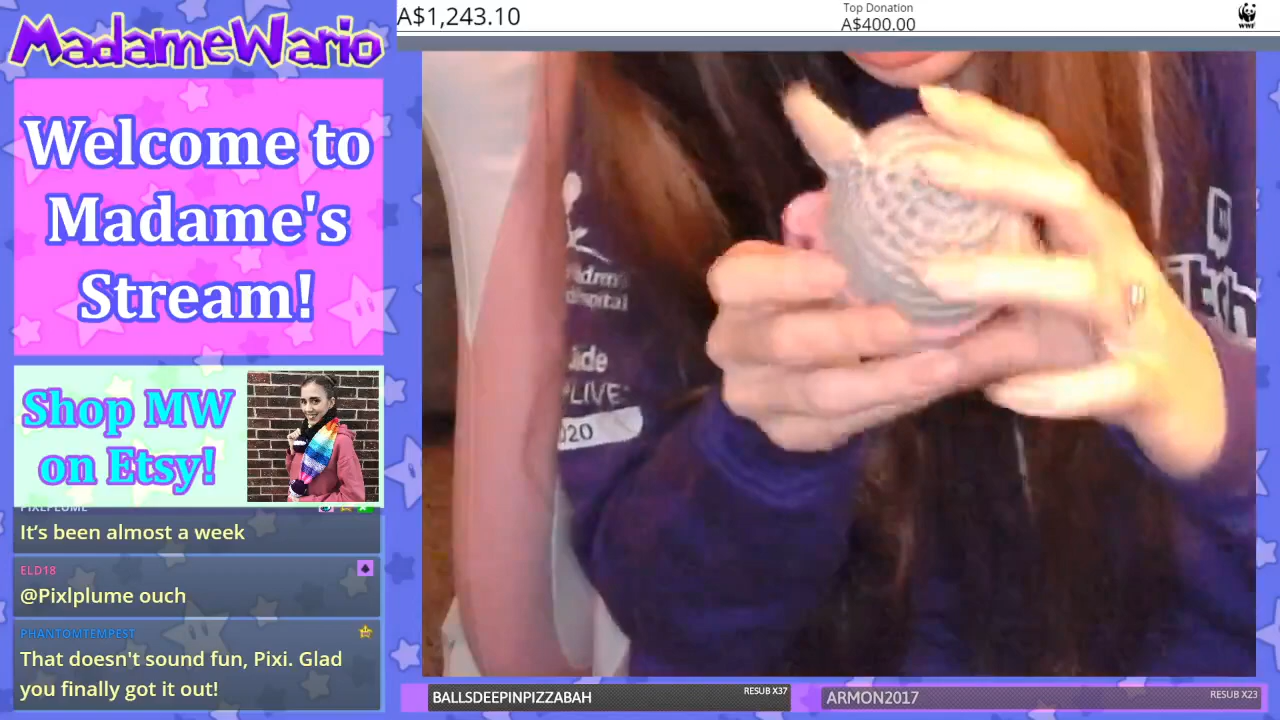 MadameWario
A$1,243.10
Top Donation
A$400.00
WWF
Welcome to
Madame's
Stream!
Shop MW
on Etsy!
PIXLPLUME
It's been almost a week
ELD18
@Pixlplume ouch
PHANTOMTEMPEST
That doesn't sound fun, Pixi. Glad
you finally got it out!
BALLSDEEPINPIZZABAH
RESUB X37
ARMON2017
RESUB X23